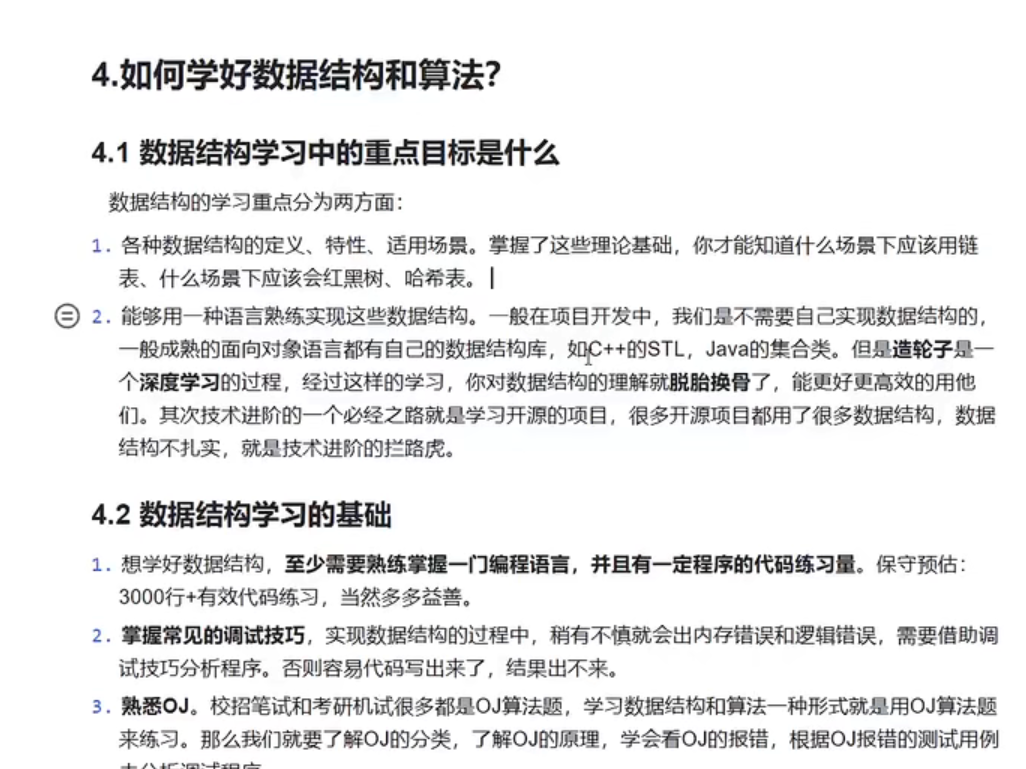 4.如何学好数据结构和算法？
4.1 数据结构学习中的重点目标是什么
数据结构的学习重点分为两方面：
1. 各种数据结构的定义、特性、适用场景。掌握了这些理论基础，你才能知道什么场景下应该用链
表、什么场景下应该会红黑树、哈希表。
2. 能够用一种语言熟练实现这些数据结构。一般在项目开发中，我们是不需要自己实现数据结构的，
一般成熟的面向对象语言都有自己的数据结构库，如C++的STL，Java的集合类。但是造轮子是一
个深度学习的过程，经过这样的学习，你对数据结构的理解就脱胎换骨了，能更好更高效的用他
们。其次技术进阶的一个必经之路就是学习开源的项目，很多开源项目都用了很多数据结构，数据
结构不扎实，就是技术进阶的拦路虎。
4.2 数据结构学习的基础
1. 想学好数据结构，至少需要熟练掌握一门编程语言，并且有一定程序的代码练习量。保守预估：
3000行+有效代码练习，当然多多益善。
2. 掌握常见的调试技巧，实现数据结构的过程中，稍有不慎就会出内存错误和逻辑错误，需要借助调
试技巧分析程序。否则容易代码写出来了，结果出不来。
3. 熟悉OJ。校招笔试和考研机试很多都是OJ算法题，学习数据结构和算法一种形式就是用OJ算法题
来练习。那么我们就要了解OJ的分类，了解OJ的原理，学会看OJ的报错，根据OJ报错的测试用例